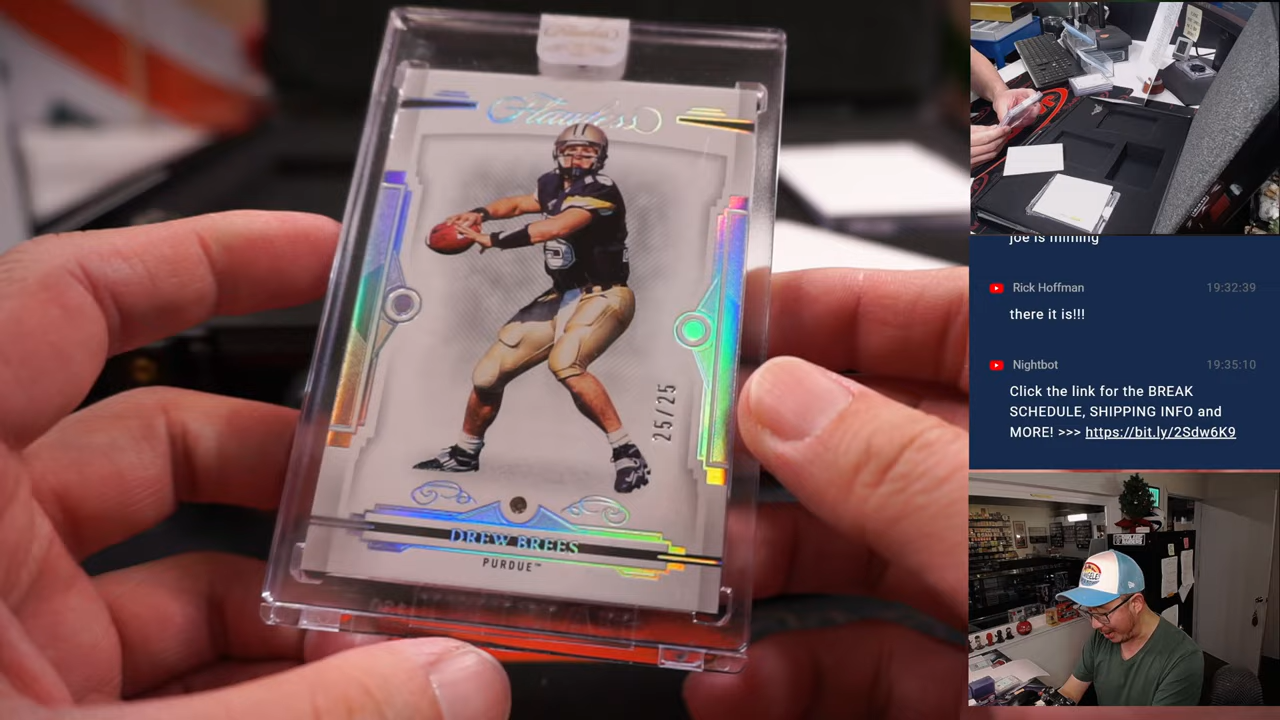 Flawless
25/25
DREW BREES
PURDUE™
joe is mining
Rick Hoffman
19:32:39
there it is!!!
Nightbot
19:35:10
Click the link for the BREAK
SCHEDULE, SHIPPING INFO and
MORE! >>> https://bit.ly/2Sdw6K9